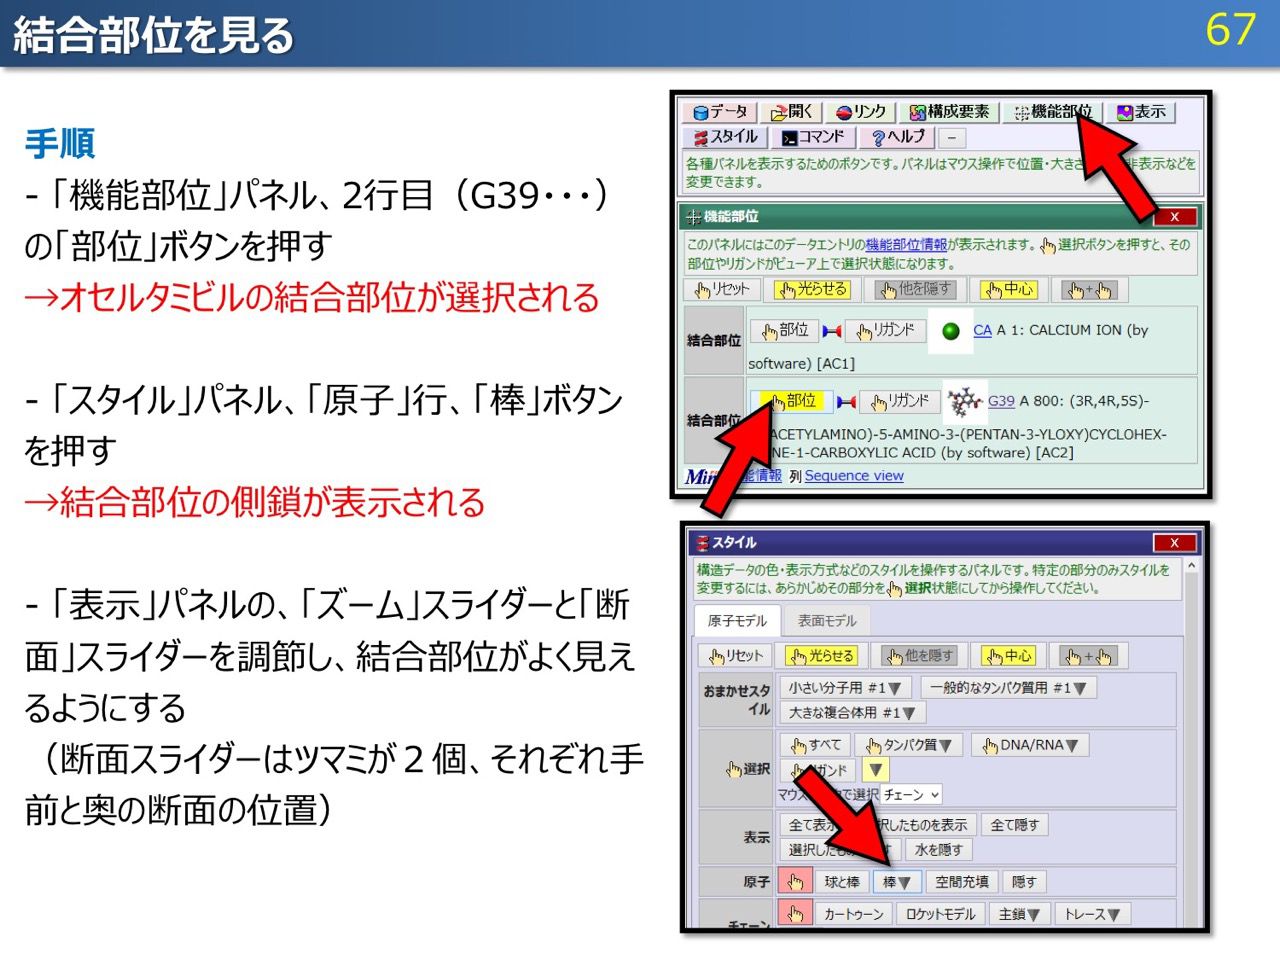 結合部位を見る
67
手順
-「機能部位」パネル、2行目（G39･･･）
の「部位」ボタンを押す
→オセルタミビルの結合部位が選択される
-「スタイル」パネル、「原子」行、「棒」ボタン
を押す
→結合部位の側鎖が表示される
-「表示」パネルの、「ズーム」スライダーと「断
面」スライダーを調節し、結合部位がよく見え
るようにする
（断面スライダーはツマミが２個、それぞれ手
前と奥の断面の位置）
データ 開く リンク 構成要素 機能部位 表示
スタイル コマンド ヘルプ －
各種パネルを表示するためのボタンです。パネルはマウス操作で位置・大きさ 非表示などを
変更できます。
機能部位 X
このパネルにはこのデータエントリの機能部位情報が表示されます。 選択ボタンを押すと、その
部位やリガンドがビューア上で選択状態になります。
リセット 光らせる 他を隠す 中心 +
結合部位 部位 リガンド CA A 1: CALCIUM ION (by
software) [AC1]
結合部位 部位 リガンド G39 A 800: (3R,4R,5S)-
ACETYLAMINO)-5-AMINO-3-(PENTAN-3-YLOXY)CYCLOHEX-
NE-1-CARBOXYLIC ACID (by software) [AC2]
能情報 列 Sequence view
スタイル X
構造データの色・表示方式などのスタイルを操作するパネルです。特定の部分のみスタイルを
変更するには、あらかじめその部分を 選択状態にしてから操作してください。
原子モデル 表面モデル
リセット 光らせる 他を隠す 中心 +
おまかせスタイル 小さい分子用 #1▼ 一般的なタンパク質用 #1▼
大きな複合体用 #1▼
選択 すべて タンパク質▼ DNA/RNA▼
ガンド ▼
マウス で選択 チェーン
表示 全て表 択したものを表示 全て隠す
選択したも す 水を隠す
原子 球と棒 棒▼ 空間充填 隠す
チェーン カートゥーン ロケットモデル 主鎖▼ トレース▼